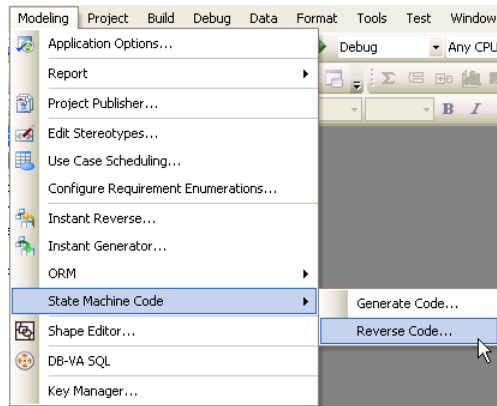 Modeling Project Build Debug Data Format Tools Test Window
Application Options...
Debug Any CPU
Report
Project Publisher...
B I
Edit Stereotypes...
Use Case Scheduling...
Configure Requirement Enumerations...
Instant Reverse...
Instant Generator...
ORM
State Machine Code
Generate Code...
Shape Editor...
Reverse Code...
DB-VA SQL
Key Manager...